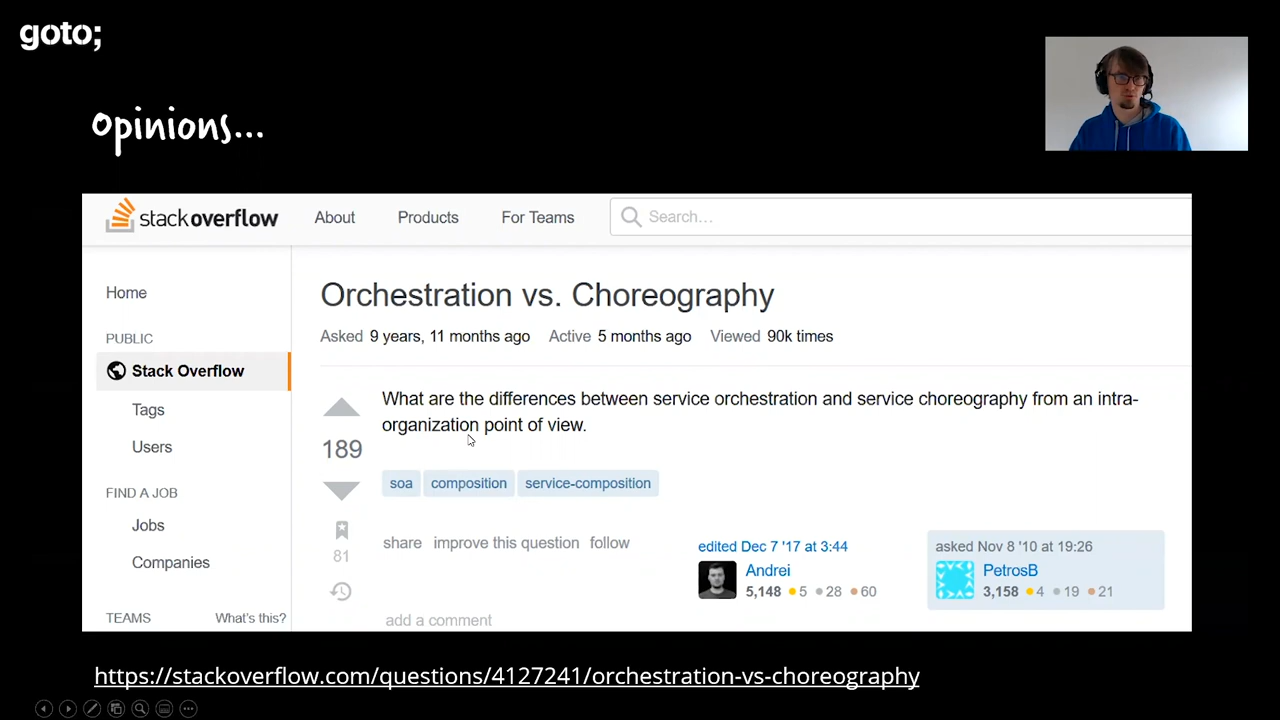 goto;
Opinions...
stackoverflow About Products For Teams Search...
Home
PUBLIC
Stack Overflow
Tags
Users
FIND A JOB
Jobs
Companies
TEAMS What's this?
Orchestration vs. Choreography
Asked 9 years, 11 months ago Active 5 months ago Viewed 90k times
189
What are the differences between service orchestration and service choreography from an intra-
organization point of view.
soa composition service-composition
81
share improve this question follow
edited Dec 7 '17 at 3:44
Andrei
5,148 5 28 60
asked Nov 8 '10 at 19:26
PetrosB
3,158 4 19 21
add a comment
https://stackoverflow.com/questions/4127241/orchestration-vs-choreography